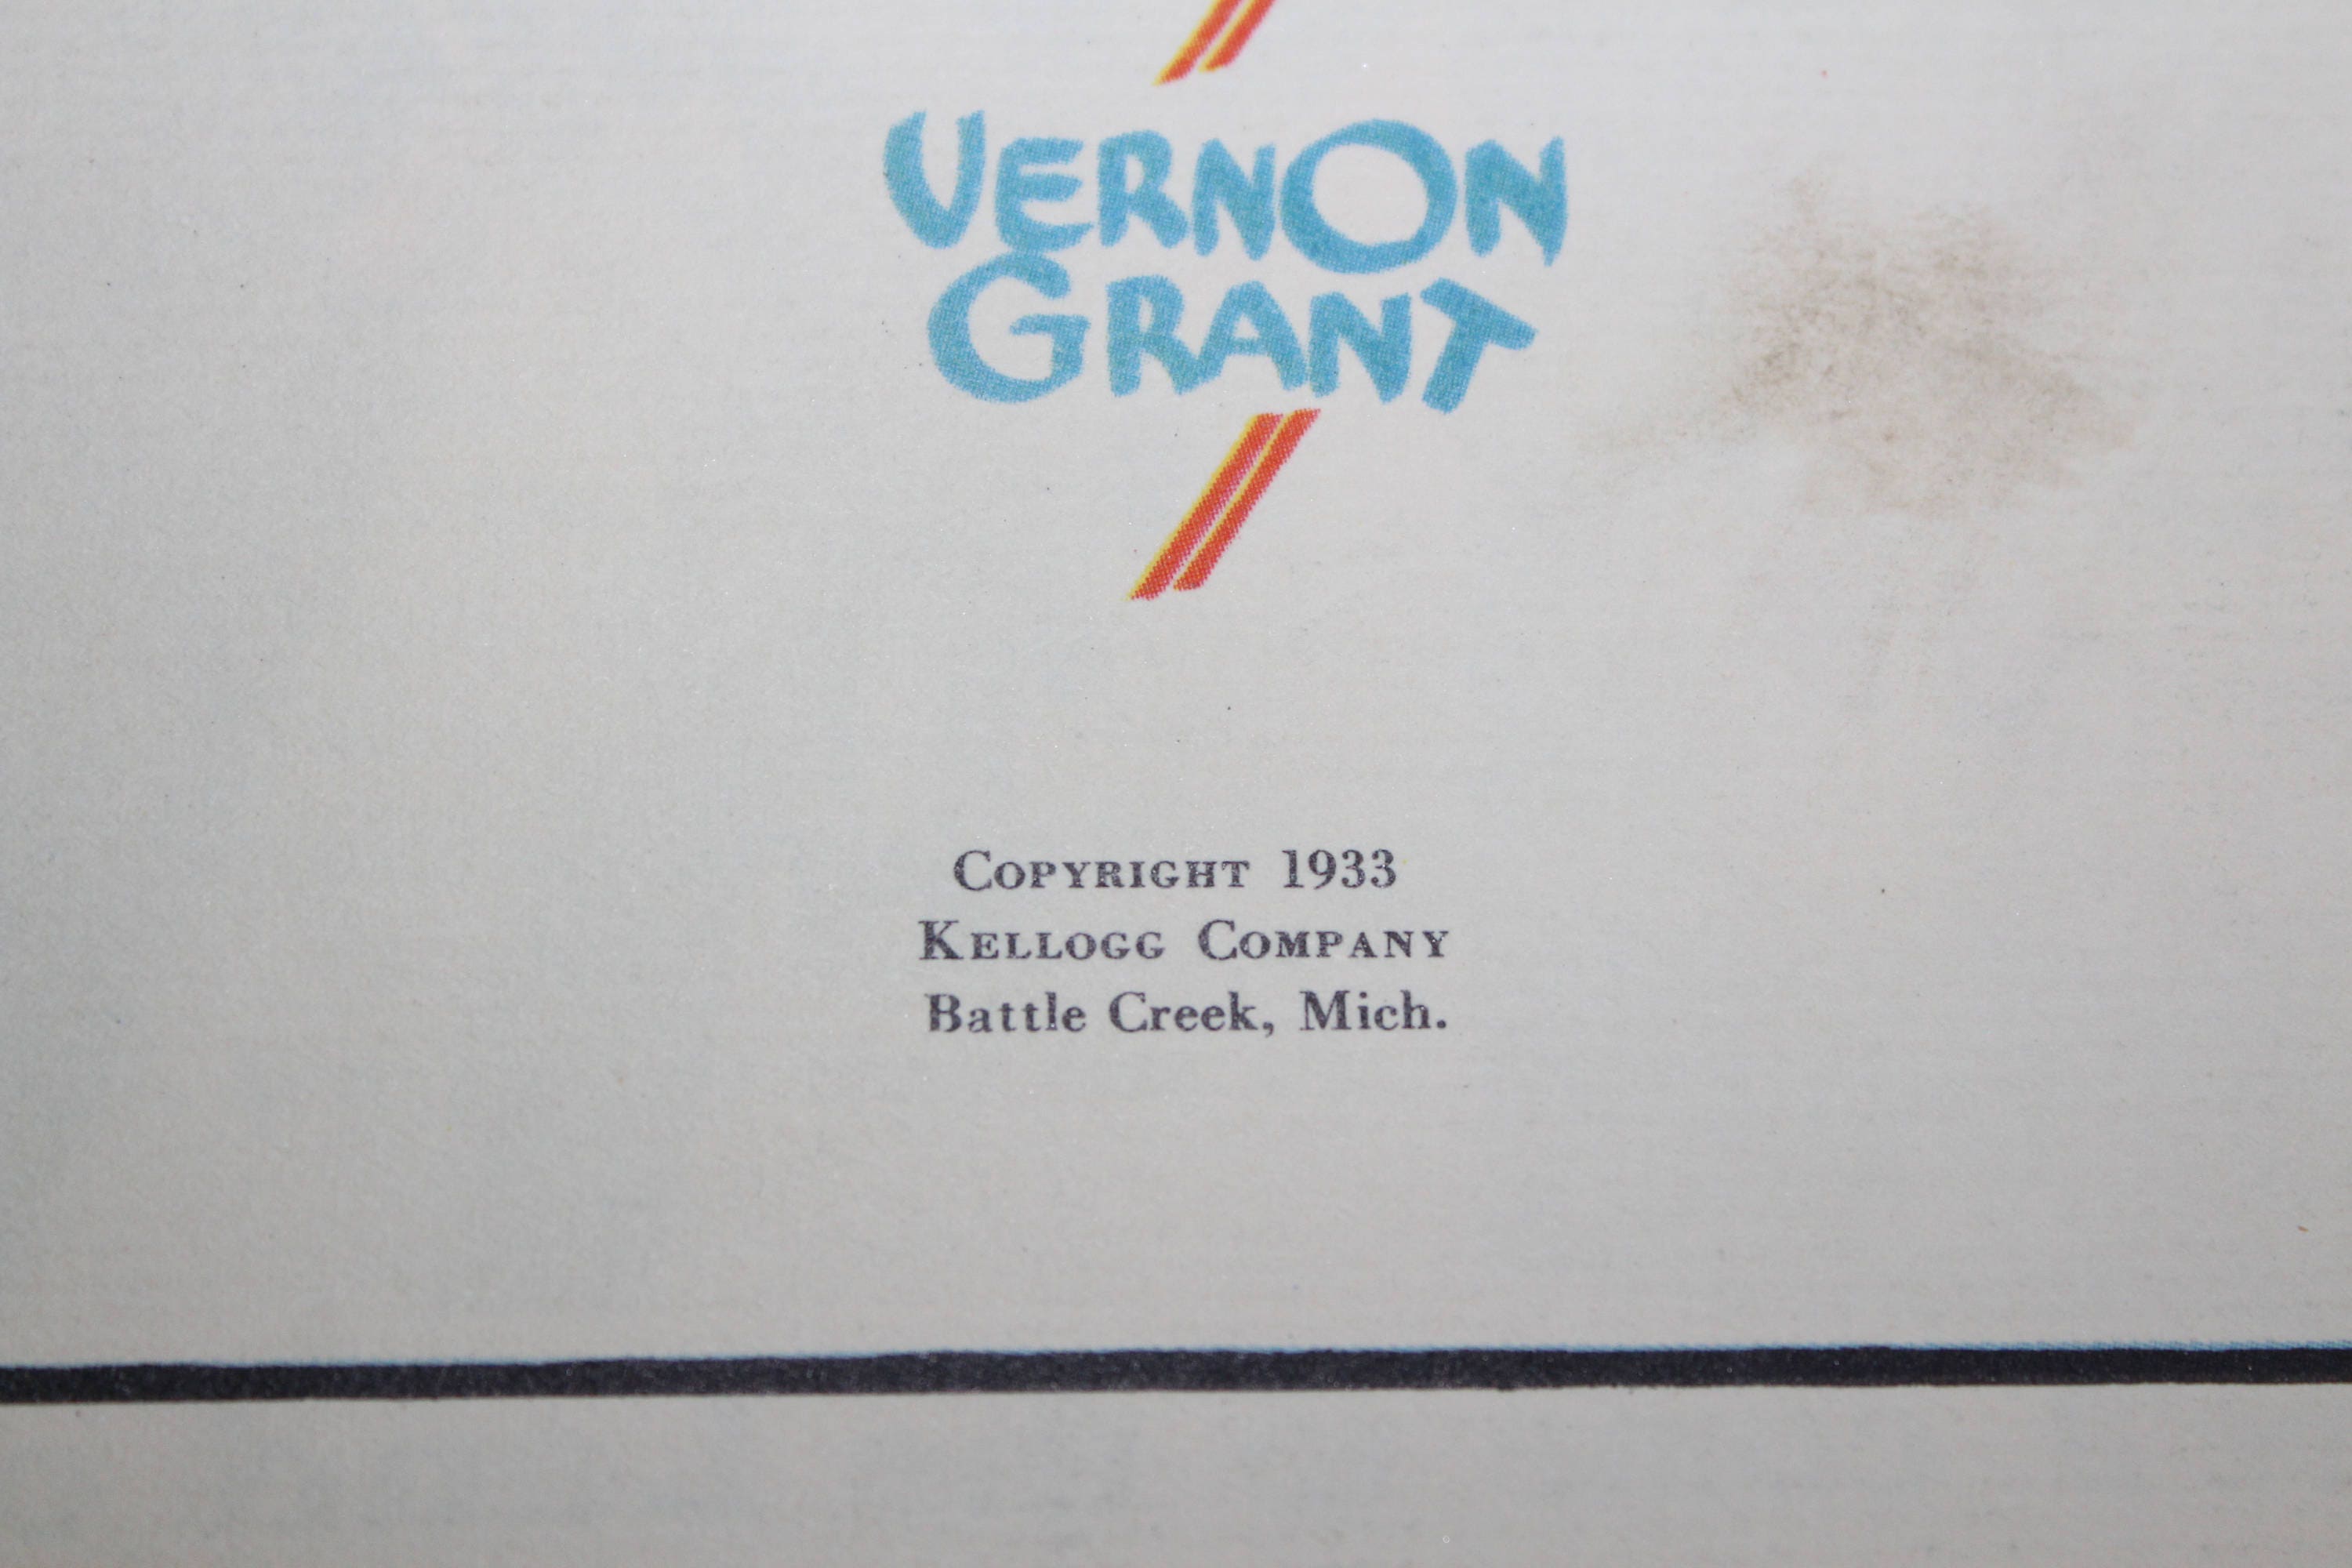 VERNON
GRANT
COPYRIGHT 1933
KELLOGG COMPANY
Battle Creek, Mich.